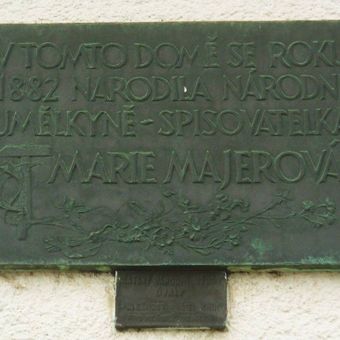 V TOMTO DOMĚ SE ROKU
1882 NARODILA NÁRODNÍ
UMĚLKYNĚ-SPISOVATELKA
MARIE MAJEROVÁ